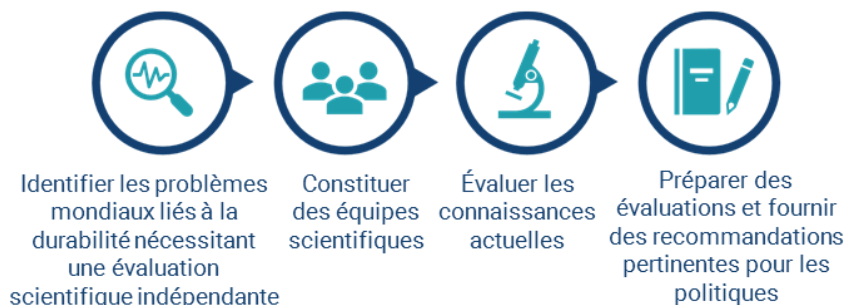 Identifier les problèmes
mondiaux liés à la
durabilité nécessitant
une évaluation
scientifique indépendante
Constituer
des équipes
scientifiques
Évaluer les
connaissances
actuelles
Préparer des
évaluations et fournir
des recommandations
pertinentes pour les
politiques